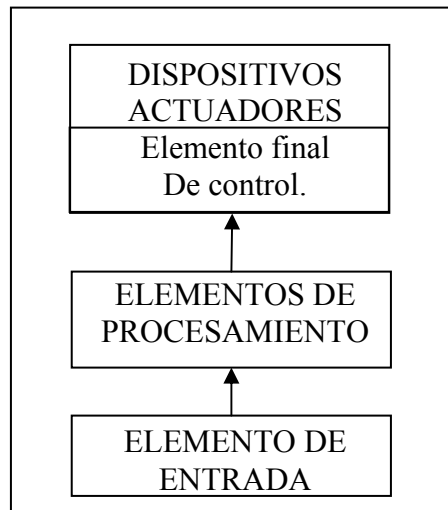 DISPOSITIVOS
ACTUADORES
Elemento final
De control.
ELEMENTOS DE
PROCESAMIENTO
ELEMENTO DE
ENTRADA